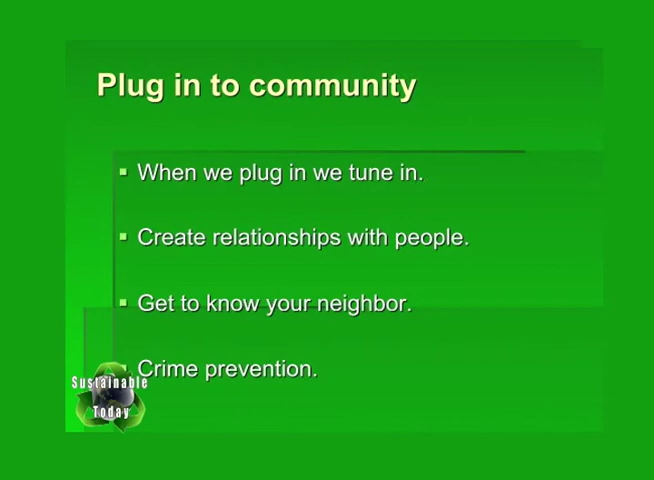 Plug in to community
When we plug in we tune in.
Create relationships with people.
Get to know your neighbor.
Crime prevention.
Sustainable
Today